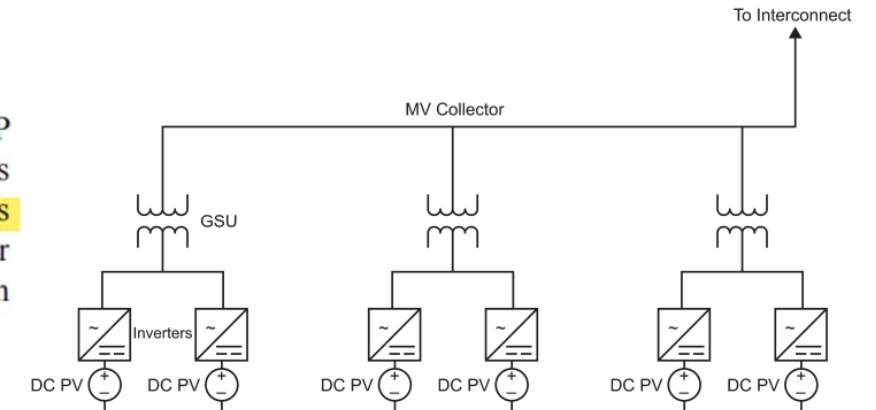 To Interconnect
MV Collector
P
s
GSU
s
r
n
~ Inverters ~ ~ ~ ~ ~
DC PV + − DC PV + − DC PV + − DC PV + − DC PV + − DC PV + −